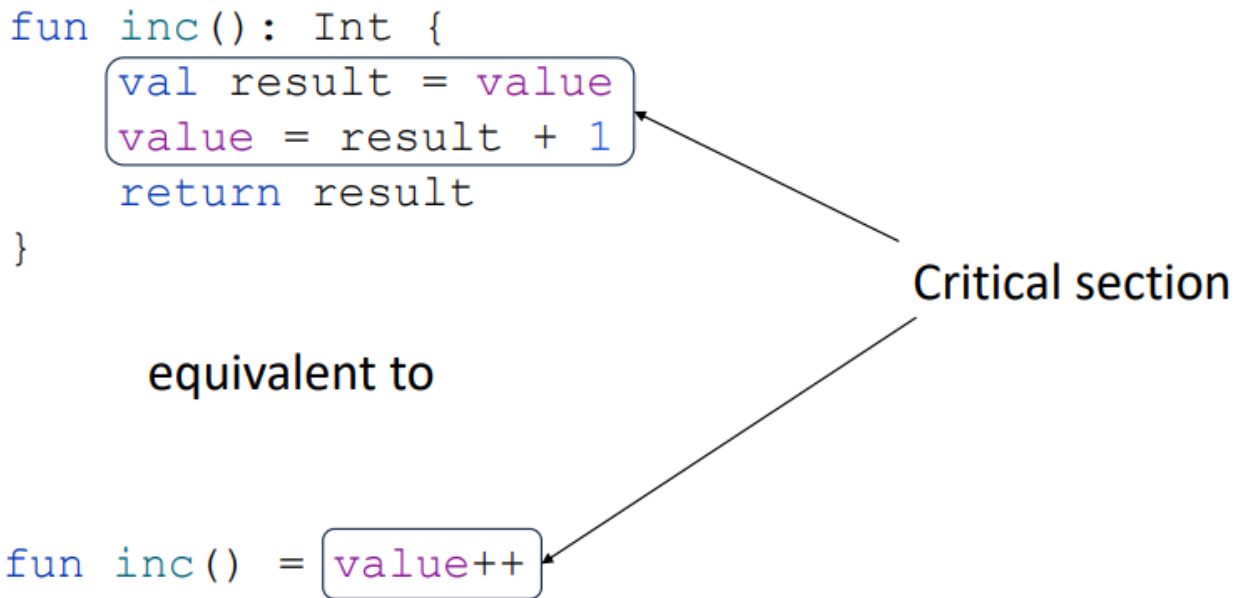 fun inc(): Int {
val result = value
value = result + 1
return result
}
Critical section
equivalent to
fun inc() = value++